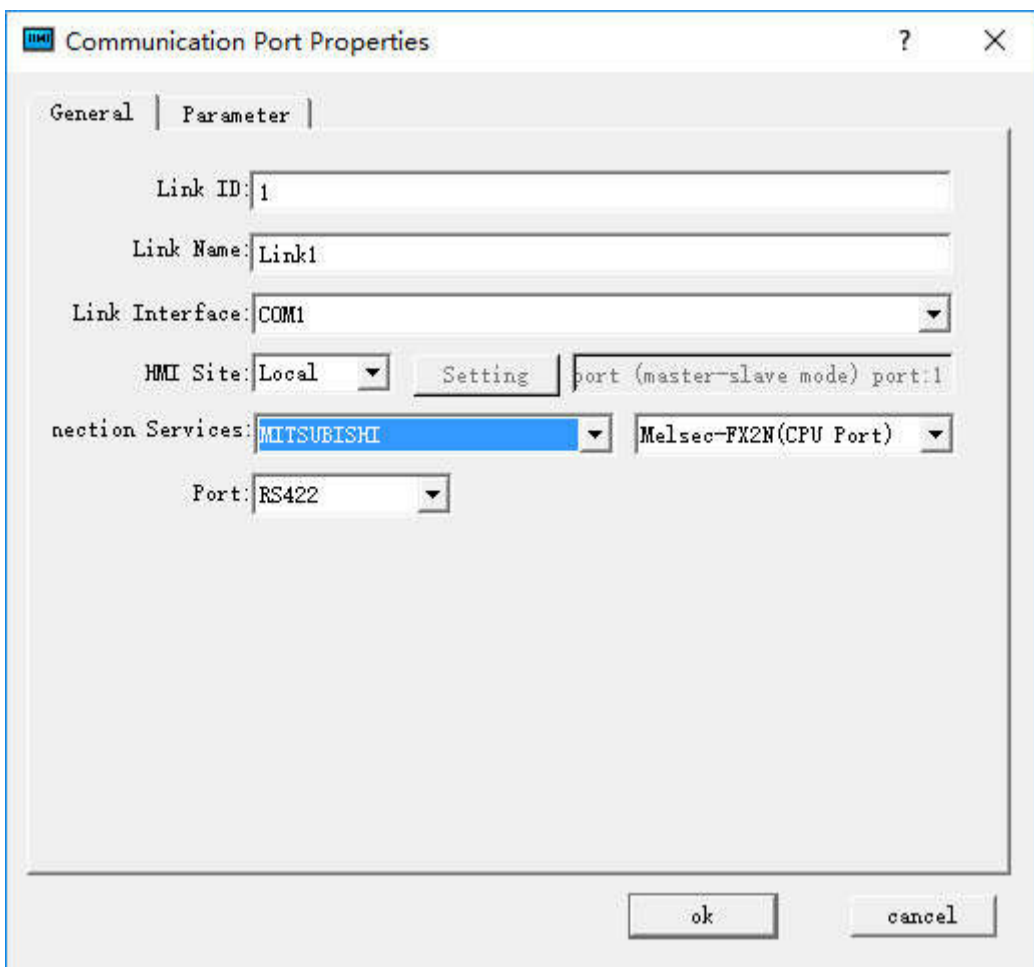 Communication Port Properties ? ×
General Parameter
Link ID: 1
Link Name: Link1
Link Interface: COM1
HMI Site: Local Setting port (master-slave mode) port:1
nection Services: MITSUBISHI Melsec-FX2N(CPU Port)
Port: RS422
ok cancel